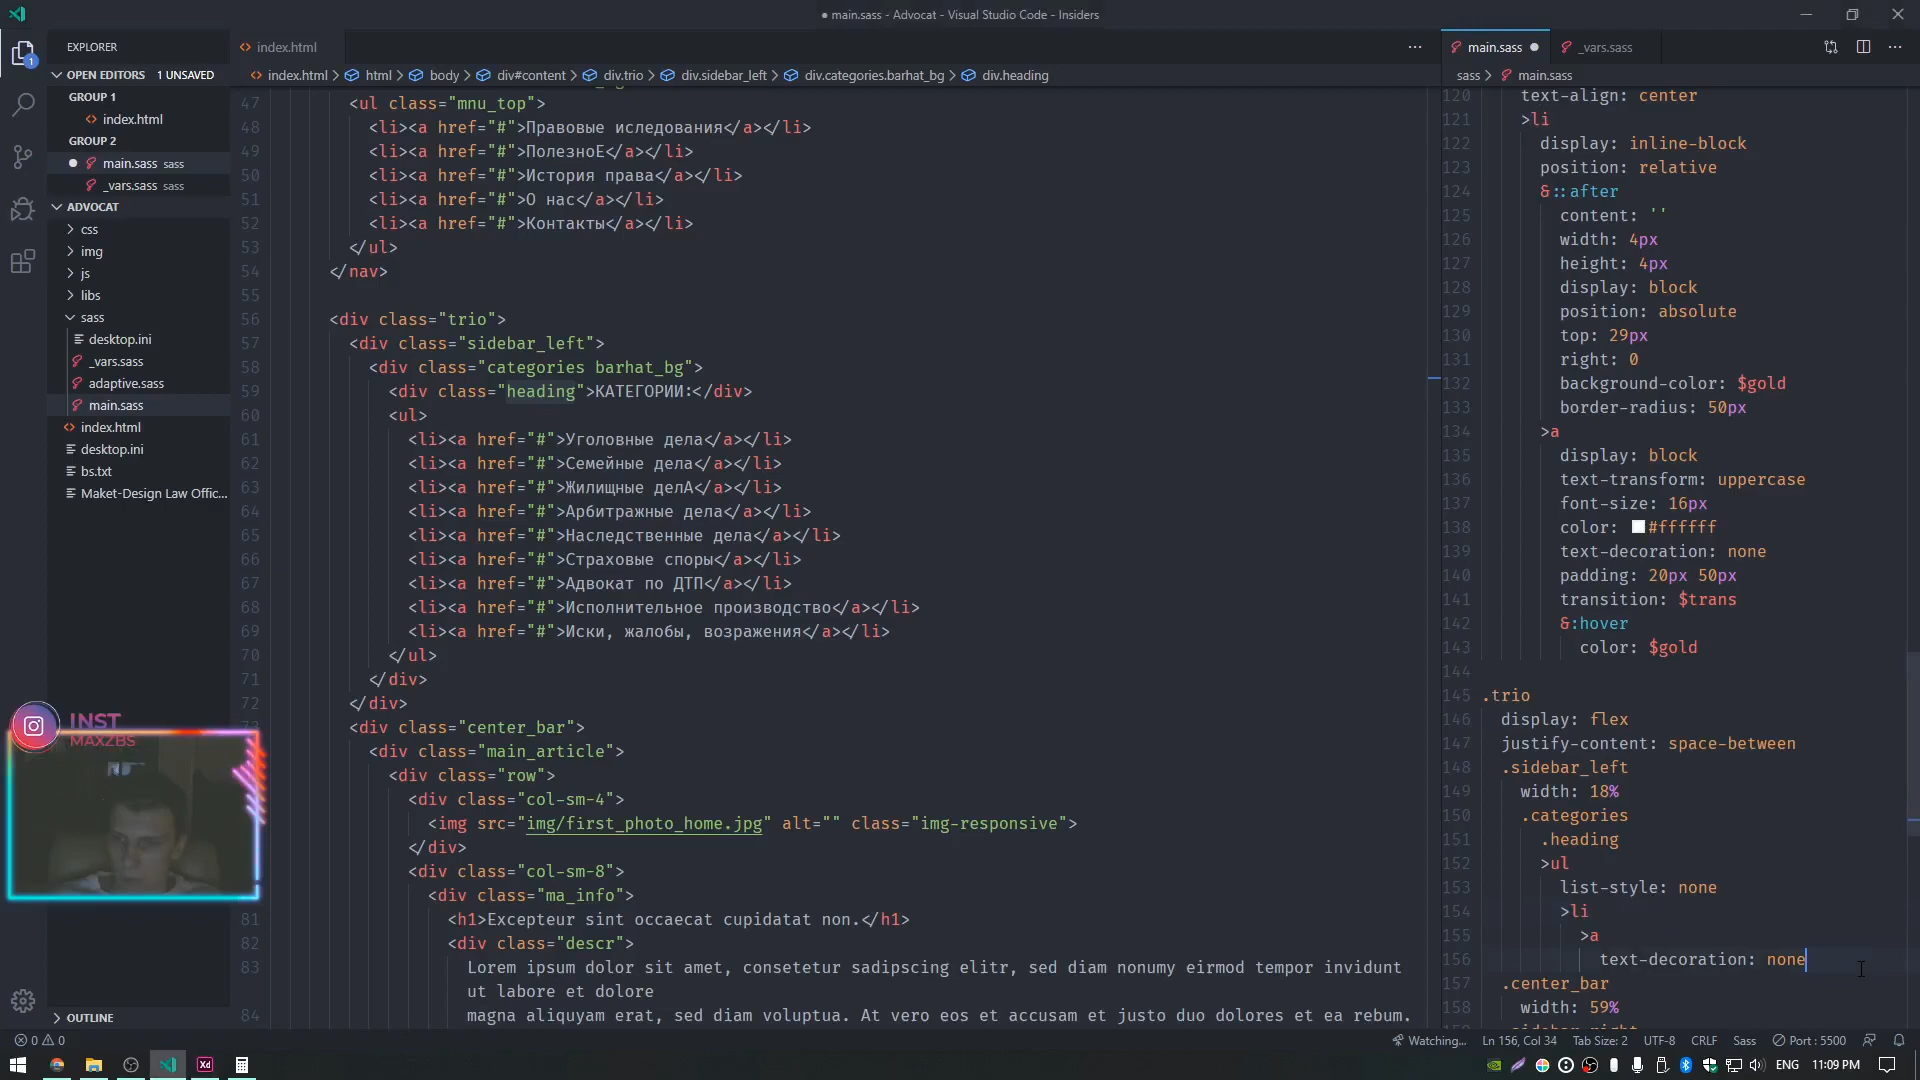 main.sass - Advocat - Visual Studio Code - Insiders
EXPLORER
OPEN EDITORS 1 UNSAVED
GROUP 1
index.html
GROUP 2
main.sass sass
_vars.sass sass
ADVOCAT
css
img
js
libs
sass
desktop.ini
_vars.sass
adaptive.sass
main.sass
index.html
desktop.ini
bs.txt
Maket-Design Law Offic...
OUTLINE
1
INST
MAXZBS
index.html
index.html > html > body > div#content > div.trio > div.sidebar_left > div.categories.barhat_bg > div.heading
47 <ul class="mnu_top">
48 <li><a href="#">Правовые иследования</a></li>
49 <li><a href="#">ПолезноЕ</a></li>
50 <li><a href="#">История права</a></li>
51 <li><a href="#">О нас</a></li>
52 <li><a href="#">Контакты</a></li>
53 </ul>
54 </nav>
55
56 <div class="trio">
57 <div class="sidebar_left">
58 <div class="categories barhat_bg">
59 <div class="heading">КАТЕГОРИИ:</div>
60 <ul>
61 <li><a href="#">Уголовные дела</a></li>
62 <li><a href="#">Семейные дела</a></li>
63 <li><a href="#">Жилищные делА</a></li>
64 <li><a href="#">Арбитражные дела</a></li>
65 <li><a href="#">Наследственные дела</a></li>
66 <li><a href="#">Страховые споры</a></li>
67 <li><a href="#">Адвокат по ДТП</a></li>
68 <li><a href="#">Исполнительное производство</a></li>
69 <li><a href="#">Иски, жалобы, возражения</a></li>
70 </ul>
71 </div>
72 </div>
<div class="center_bar">
<div class="main_article">
<div class="row">
<div class="col-sm-4">
<img src="img/first_photo_home.jpg" alt="" class="img-responsive">
</div>
<div class="col-sm-8">
<div class="ma_info">
81 <h1>Excepteur sint occaecat cupidatat non.</h1>
82 <div class="descr">
83 Lorem ipsum dolor sit amet, consetetur sadipscing elitr, sed diam nonumy eirmod tempor invidunt
ut labore et dolore
84 magna aliquyam erat, sed diam voluptua. At vero eos et accusam et justo duo dolores et ea rebum.
main.sass
_vars.sass
sass > main.sass
120 text-align: center
121 >li
122 display: inline-block
123 position: relative
124 &::after
125 content: ''
126 width: 4px
127 height: 4px
128 display: block
129 position: absolute
130 top: 29px
131 right: 0
132 background-color: $gold
133 border-radius: 50px
134 >a
135 display: block
136 text-transform: uppercase
137 font-size: 16px
138 color: #ffffff
139 text-decoration: none
140 padding: 20px 50px
141 transition: $trans
142 &:hover
143 color: $gold
144
145 .trio
146 display: flex
147 justify-content: space-between
148 .sidebar_left
149 width: 18%
150 .categories
151 .heading
152 >ul
153 list-style: none
154 >li
155 >a
156 text-decoration: none
157 .center_bar
158 width: 59%
.sidebar_right
0 0
Watching... Ln 156, Col 34 Tab Size: 2 UTF-8 CRLF Sass Port : 5500
Xd
ENG 11:09 PM